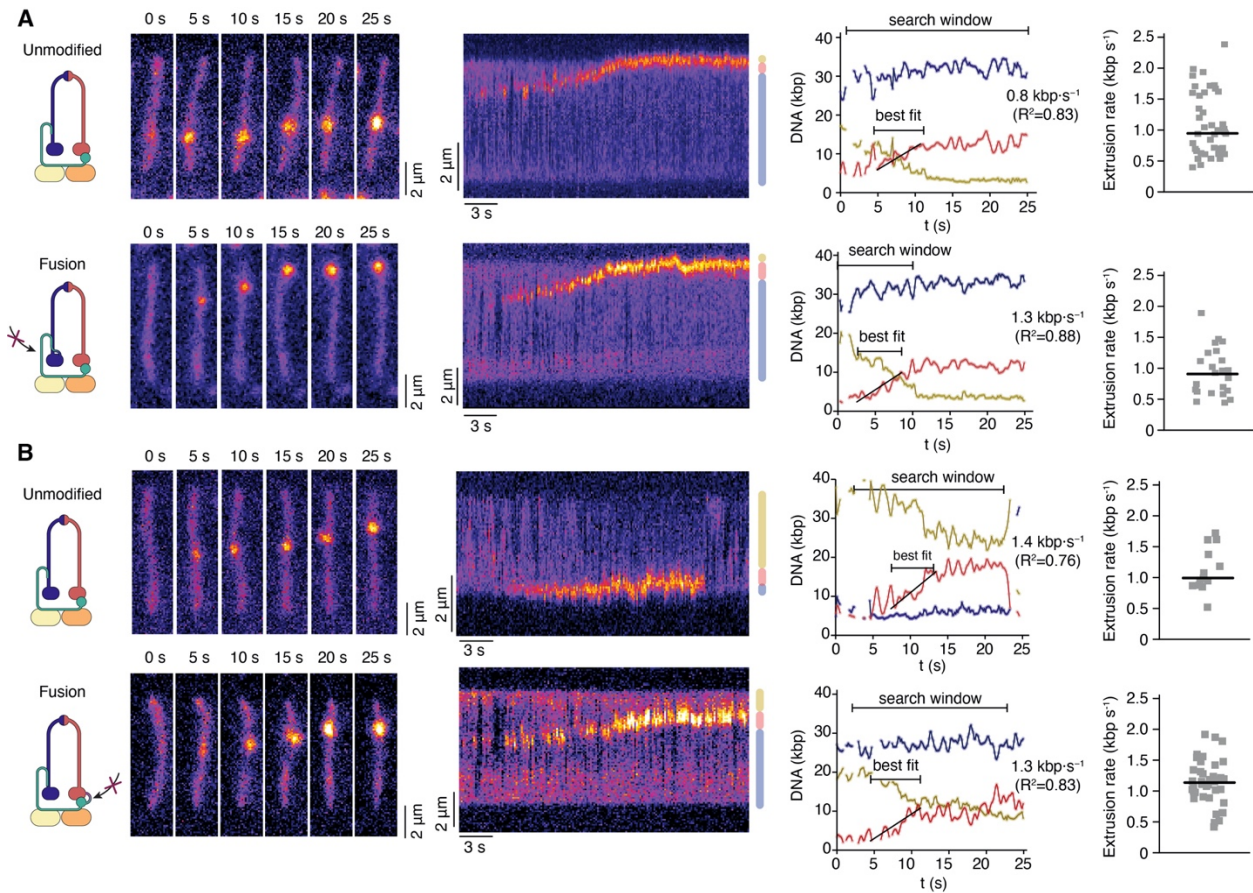 A
Unmodified
0 s 5 s 10 s 15 s 20 s 25 s
2 μm
2 μm
3 s
search window
40
30
20
10
0
DNA (kbp)
best fit
0.8 kbp·s⁻¹
(R²=0.83)
0 5 10 15 20 25
t (s)
2.5
2.0
1.5
1.0
0.5
0
Extrusion rate (kbp s⁻¹)
Fusion
0 s 5 s 10 s 15 s 20 s 25 s
2 μm
2 μm
3 s
search window
40
30
20
10
0
DNA (kbp)
best fit
1.3 kbp·s⁻¹
(R²=0.88)
0 5 10 15 20 25
t (s)
2.5
2.0
1.5
1.0
0.5
0
Extrusion rate (kbp s⁻¹)
B
Unmodified
0 s 5 s 10 s 15 s 20 s 25 s
2 μm
2 μm
3 s
search window
40
30
20
10
0
DNA (kbp)
best fit
1.4 kbp·s⁻¹
(R²=0.76)
0 5 10 15 20 25
t (s)
2.5
2.0
1.5
1.0
0.5
0
Extrusion rate (kbp s⁻¹)
Fusion
0 s 5 s 10 s 15 s 20 s 25 s
2 μm
2 μm
3 s
search window
40
30
20
10
0
DNA (kbp)
best fit
1.3 kbp·s⁻¹
(R²=0.83)
0 5 10 15 20 25
t (s)
2.5
2.0
1.5
1.0
0.5
0
Extrusion rate (kbp s⁻¹)